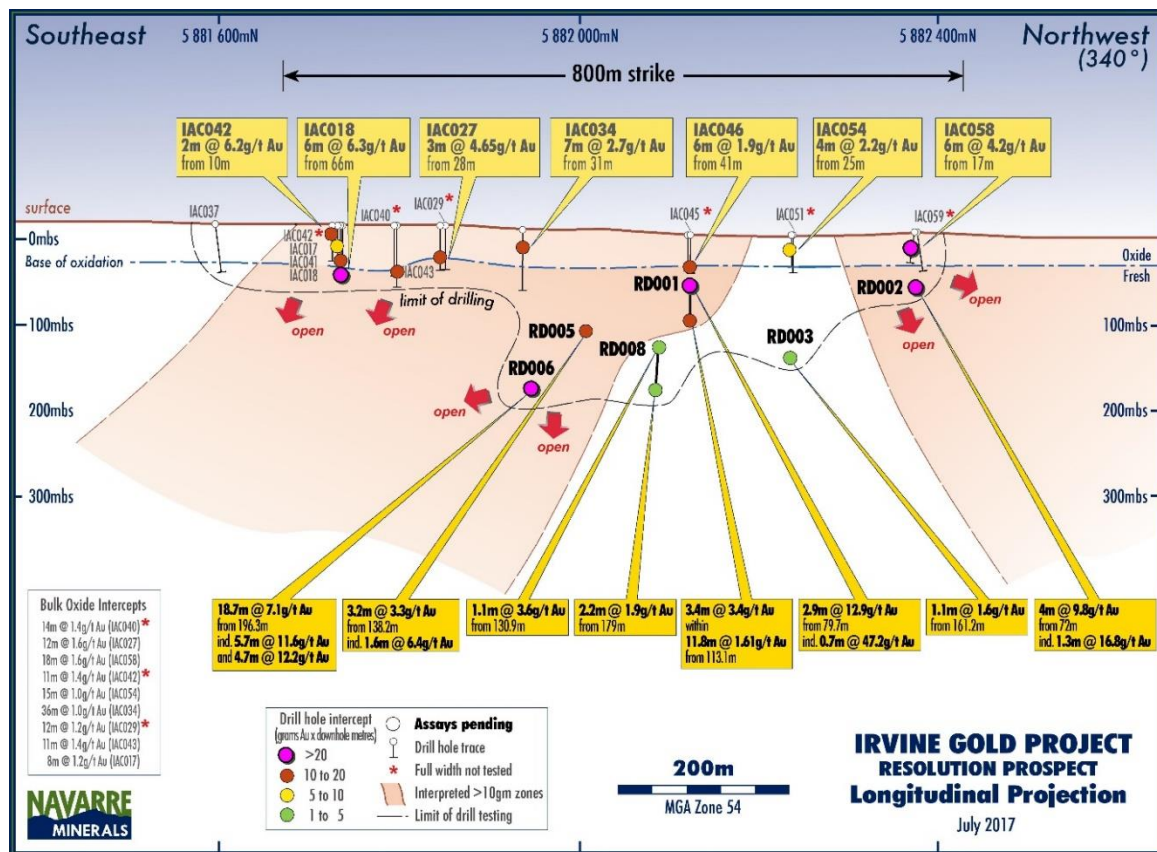 Southeast
5 881 600mN
5 882 000mN
5 882 400mN
Northwest
(340°)
800m strike
IAC042
2m @ 6.2g/t Au
from 10m
IAC018
6m @ 6.3g/t Au
from 66m
IAC027
3m @ 4.65g/t Au
from 28m
IAC034
7m @ 2.7g/t Au
from 31m
IAC046
6m @ 1.9g/t Au
from 41m
IAC054
4m @ 2.2g/t Au
from 25m
IAC058
6m @ 4.2g/t Au
from 17m
surface
IAC037
IAC040 *
IAC029 *
IAC045 *
IAC051 *
IAC059 *
0mbs
IAC042 *
IAC017
IAC041
IAC018
IAC043
Base of oxidation
Oxide
Fresh
limit of drilling
RD001
RD002
open
open
open
open
100mbs
100mbs
RD005
RD008
RD003
RD006
open
open
200mbs
200mbs
300mbs
300mbs
18.7m @ 7.1g/t Au
from 196.3m
ind. 5.7m @ 11.6g/t Au
and 4.7m @ 12.2g/t Au
3.2m @ 3.3g/t Au
from 138.2m
ind. 1.6m @ 6.4g/t Au
1.1m @ 3.6g/t Au
from 130.9m
2.2m @ 1.9g/t Au
from 179m
3.4m @ 3.4g/t Au
within
11.8m @ 1.61g/t Au
from 113.1m
2.9m @ 12.9g/t Au
from 79.7m
ind. 0.7m @ 47.2g/t Au
1.1m @ 1.6g/t Au
from 161.2m
4m @ 9.8g/t Au
from 72m
ind. 1.3m @ 16.8g/t Au
Bulk Oxide Intercepts
14m @ 1.4g/t Au (IAC040) *
12m @ 1.6g/t Au (IAC027)
18m @ 1.6g/t Au (IAC058)
11m @ 1.4g/t Au (IAC042) *
15m @ 1.0g/t Au (IAC054)
36m @ 1.0g/t Au (IAC034)
12m @ 1.2g/t Au (IAC029) *
11m @ 1.4g/t Au (IAC043)
8m @ 1.2g/t Au (IAC017)
Drill hole intercept
(grams Au x downhole metres)
>20
10 to 20
5 to 10
1 to 5
Assays pending
Drill hole trace
* Full width not tested
Interpreted >10gm zones
Limit of drill testing
200m
MGA Zone 54
IRVINE GOLD PROJECT
RESOLUTION PROSPECT
Longitudinal Projection
July 2017
NAVARRE
MINERALS